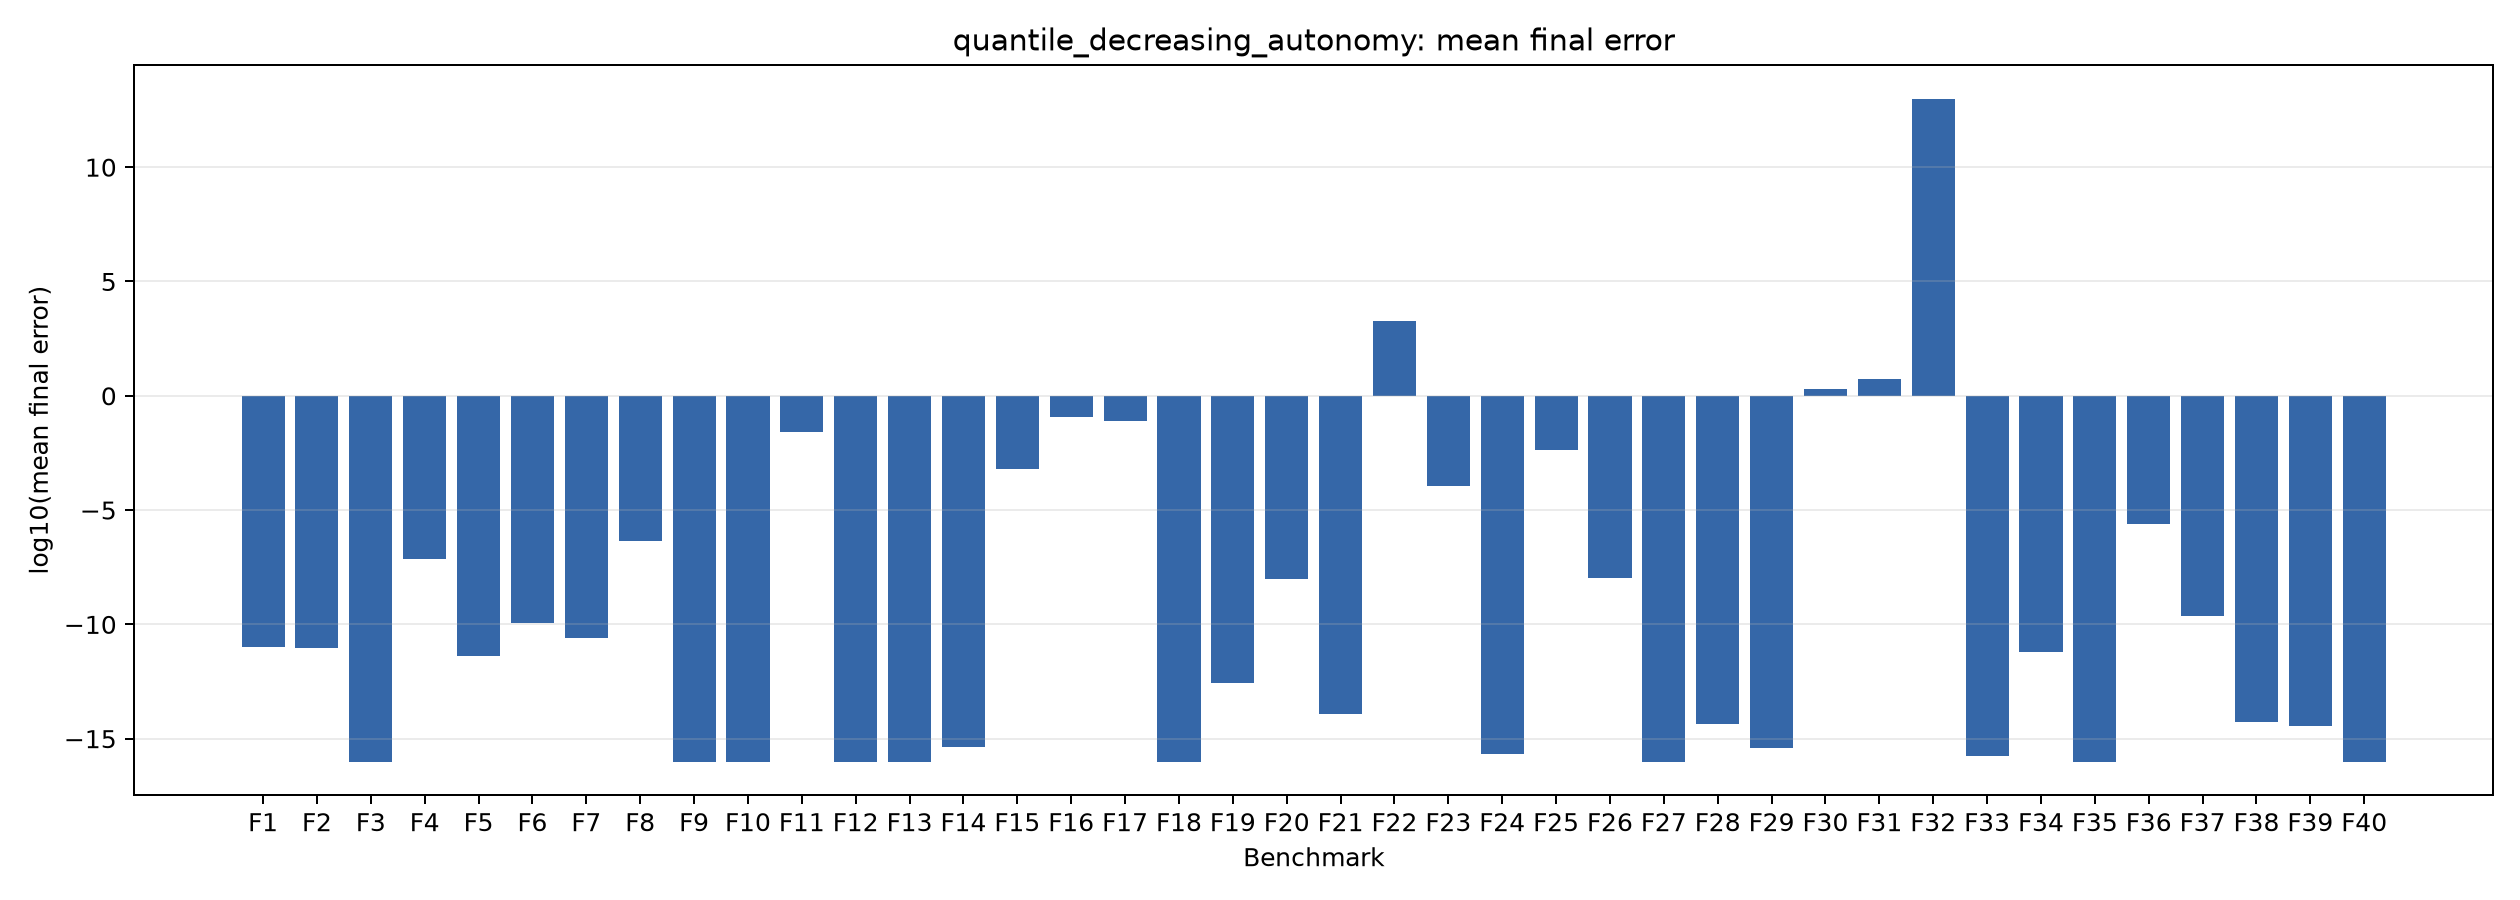 quantile_decreasing_autonomy: mean final error
log10(mean final error)
10
5
0
−5
−10
−15
F1 F2 F3 F4 F5 F6 F7 F8 F9 F10 F11 F12 F13 F14 F15 F16 F17 F18 F19 F20 F21 F22 F23 F24 F25 F26 F27 F28 F29 F30 F31 F32 F33 F34 F35 F36 F37 F38 F39 F40
Benchmark